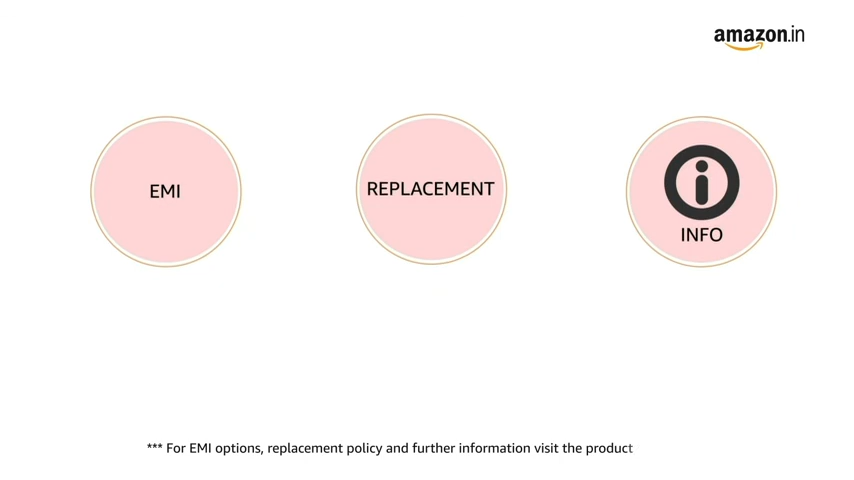 amazon.in
EMI
REPLACEMENT
INFO
*** For EMI options, replacement policy and further information visit the product